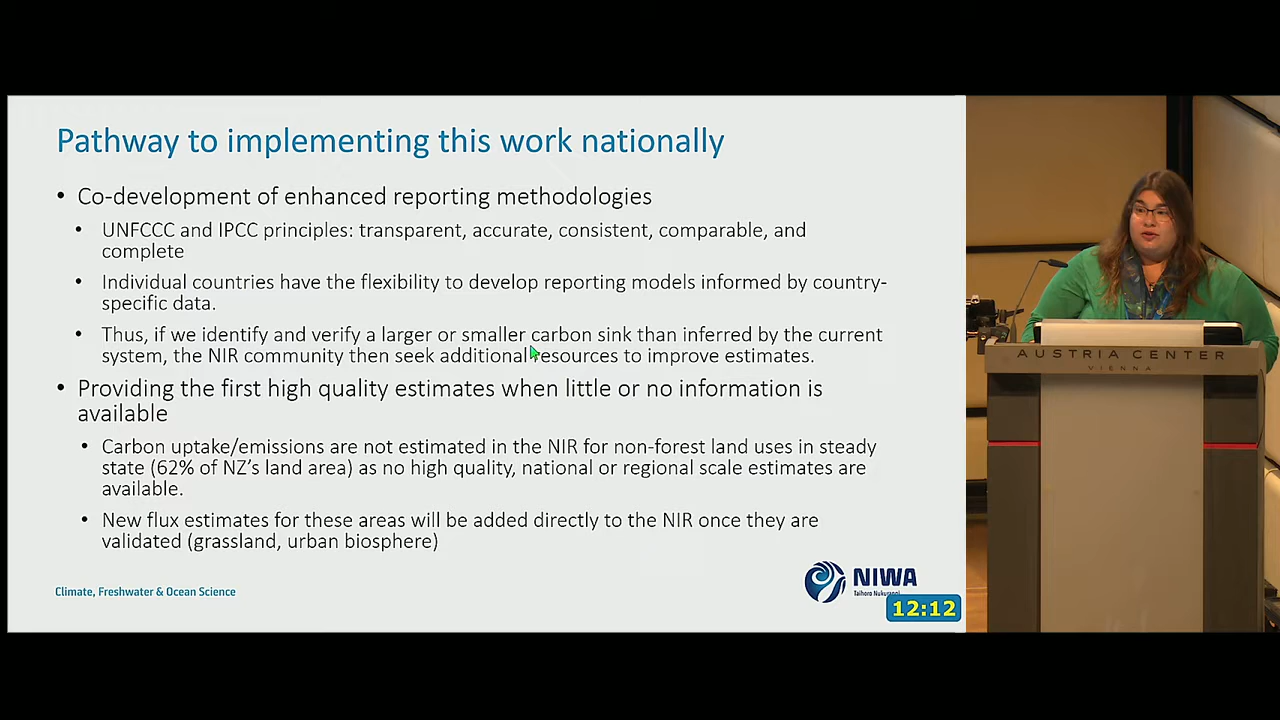 Pathway to implementing this work nationally
• Co-development of enhanced reporting methodologies
• UNFCCC and IPCC principles: transparent, accurate, consistent, comparable, and
complete
• Individual countries have the flexibility to develop reporting models informed by country-
specific data.
• Thus, if we identify and verify a larger or smaller carbon sink than inferred by the current
system, the NIR community then seek additional resources to improve estimates.
• Providing the first high quality estimates when little or no information is
available
• Carbon uptake/emissions are not estimated in the NIR for non-forest land uses in steady
state (62% of NZ's land area) as no high quality, national or regional scale estimates are
available.
• New flux estimates for these areas will be added directly to the NIR once they are
validated (grassland, urban biosphere)
Climate, Freshwater & Ocean Science
NIWA
Taihoro Nukurangi
12:12
AUSTRIA CENTER
VIENNA